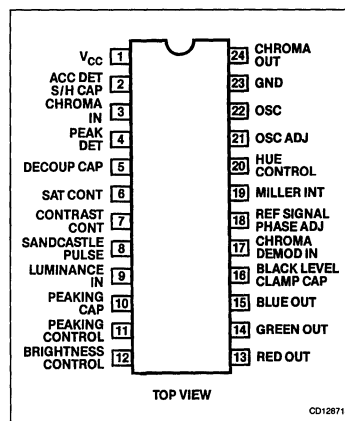 VCC 1
ACC DET
S/H CAP 2
CHROMA
IN 3
PEAK
DET 4
DECOUP CAP 5
SAT CONT 6
CONTRAST
CONT 7
SANDCASTLE
PULSE 8
LUMINANCE
IN 9
PEAKING
CAP 10
PEAKING
CONTROL 11
BRIGHTNESS
CONTROL 12
24 CHROMA
OUT
23 GND
22 OSC
21 OSC ADJ
20 HUE
CONTROL
19 MILLER INT
18 REF SIGNAL
PHASE ADJ
17 CHROMA
DEMOD IN
16 BLACK LEVEL
CLAMP CAP
15 BLUE OUT
14 GREEN OUT
13 RED OUT
TOP VIEW
CD12871